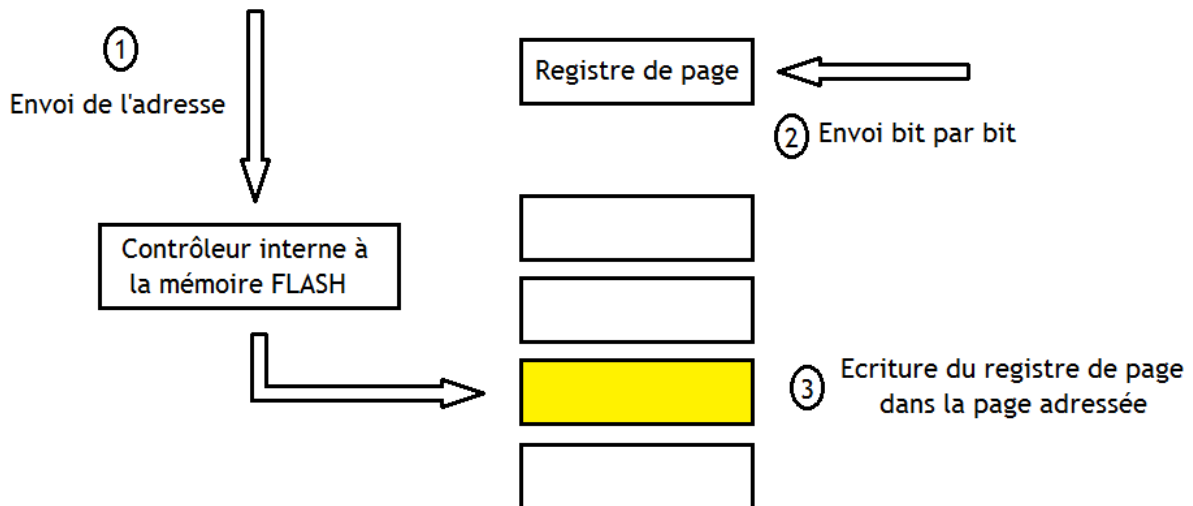 1
Envoi de l'adresse
Registre de page
2 Envoi bit par bit
Contrôleur interne à
la mémoire FLASH
3 Ecriture du registre de page
dans la page adressée